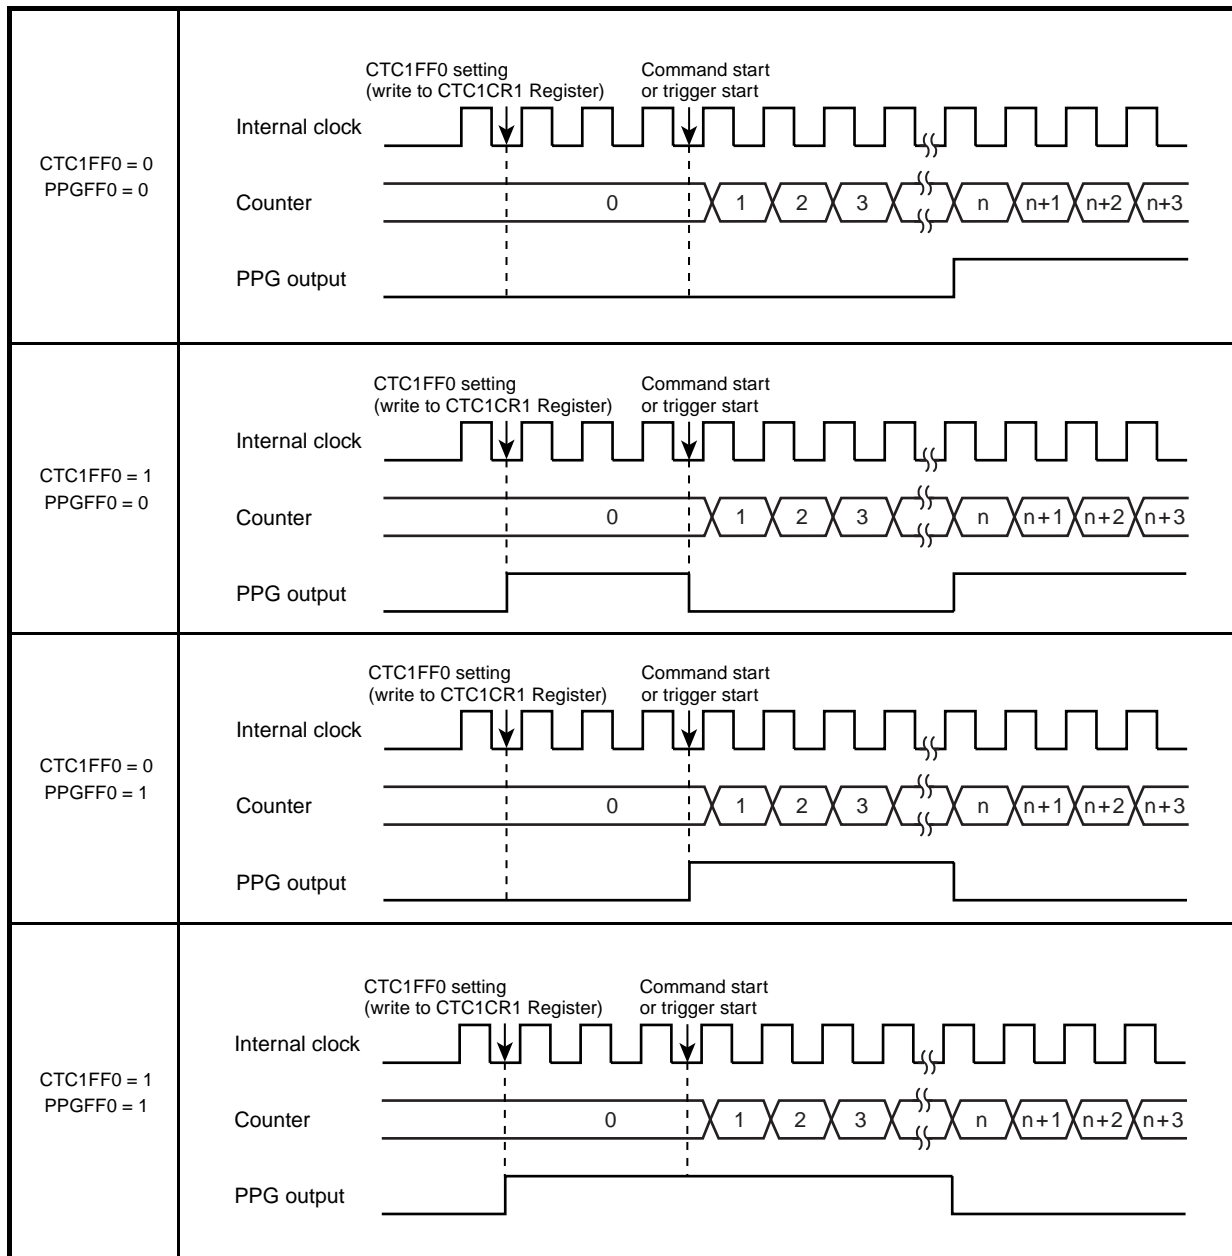 CTC1FF0 = 0
PPGFF0 = 0
CTC1FF0 setting
(write to CTC1CR1 Register)
Command start
or trigger start
Internal clock
Counter
0
1
2
3
n
n+1
n+2
n+3
PPG output
CTC1FF0 = 1
PPGFF0 = 0
CTC1FF0 setting
(write to CTC1CR1 Register)
Command start
or trigger start
Internal clock
Counter
0
1
2
3
n
n+1
n+2
n+3
PPG output
CTC1FF0 = 0
PPGFF0 = 1
CTC1FF0 setting
(write to CTC1CR1 Register)
Command start
or trigger start
Internal clock
Counter
0
1
2
3
n
n+1
n+2
n+3
PPG output
CTC1FF0 = 1
PPGFF0 = 1
CTC1FF0 setting
(write to CTC1CR1 Register)
Command start
or trigger start
Internal clock
Counter
0
1
2
3
n
n+1
n+2
n+3
PPG output